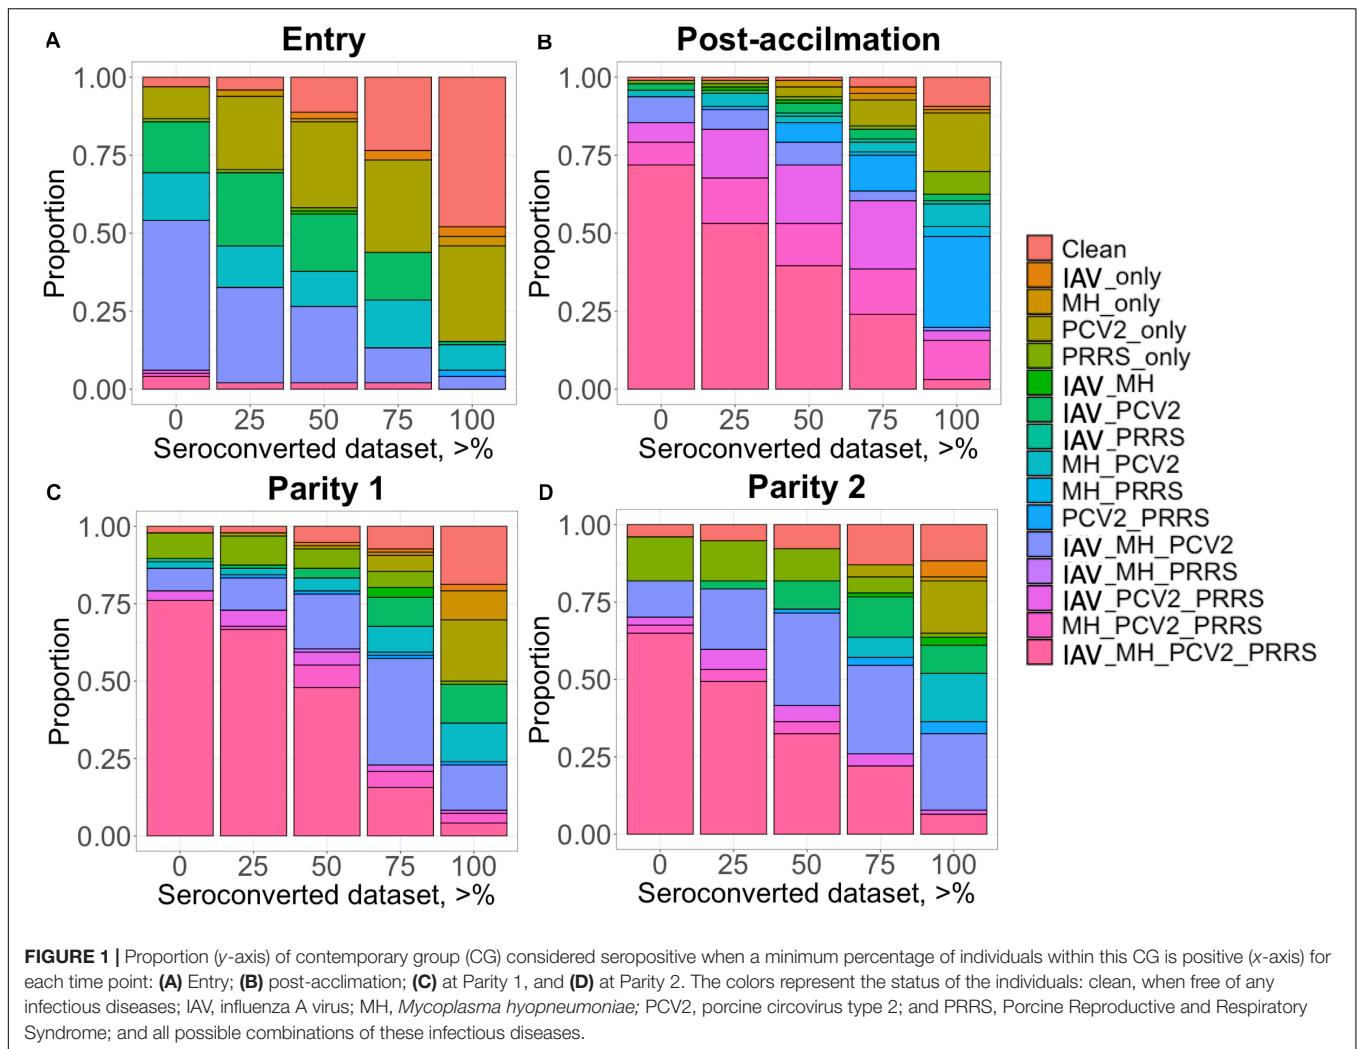 A
Entry
1.00
0.75
0.50
0.25
0.00
Proportion
0 25 50 75 100
Seroconverted dataset, >%
B
Post-accilmation
1.00
0.75
0.50
0.25
0.00
Proportion
0 25 50 75 100
Seroconverted dataset, >%
C
Parity 1
1.00
0.75
0.50
0.25
0.00
Proportion
0 25 50 75 100
Seroconverted dataset, >%
D
Parity 2
1.00
0.75
0.50
0.25
0.00
Proportion
0 25 50 75 100
Seroconverted dataset, >%
Clean
IAV_only
MH_only
PCV2_only
PRRS_only
IAV_MH
IAV_PCV2
IAV_PRRS
MH_PCV2
MH_PRRS
PCV2_PRRS
IAV_MH_PCV2
IAV_MH_PRRS
IAV_PCV2_PRRS
MH_PCV2_PRRS
IAV_MH_PCV2_PRRS
FIGURE 1 | Proportion (y-axis) of contemporary group (CG) considered seropositive when a minimum percentage of individuals within this CG is positive (x-axis) for
each time point: (A) Entry; (B) post-acclimation; (C) at Parity 1, and (D) at Parity 2. The colors represent the status of the individuals: clean, when free of any
infectious diseases; IAV, influenza A virus; MH, Mycoplasma hyopneumoniae; PCV2, porcine circovirus type 2; and PRRS, Porcine Reproductive and Respiratory
Syndrome; and all possible combinations of these infectious diseases.